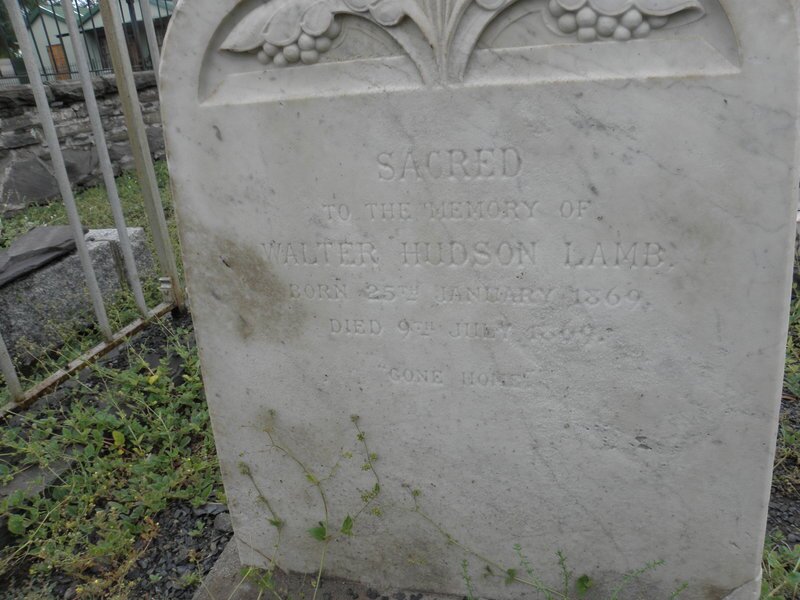 SACRED
TO THE MEMORY OF
WALTER HUDSON LAMB.
BORN 25TH JANUARY 1869.
DIED 9TH JULY
"GONE HOME"